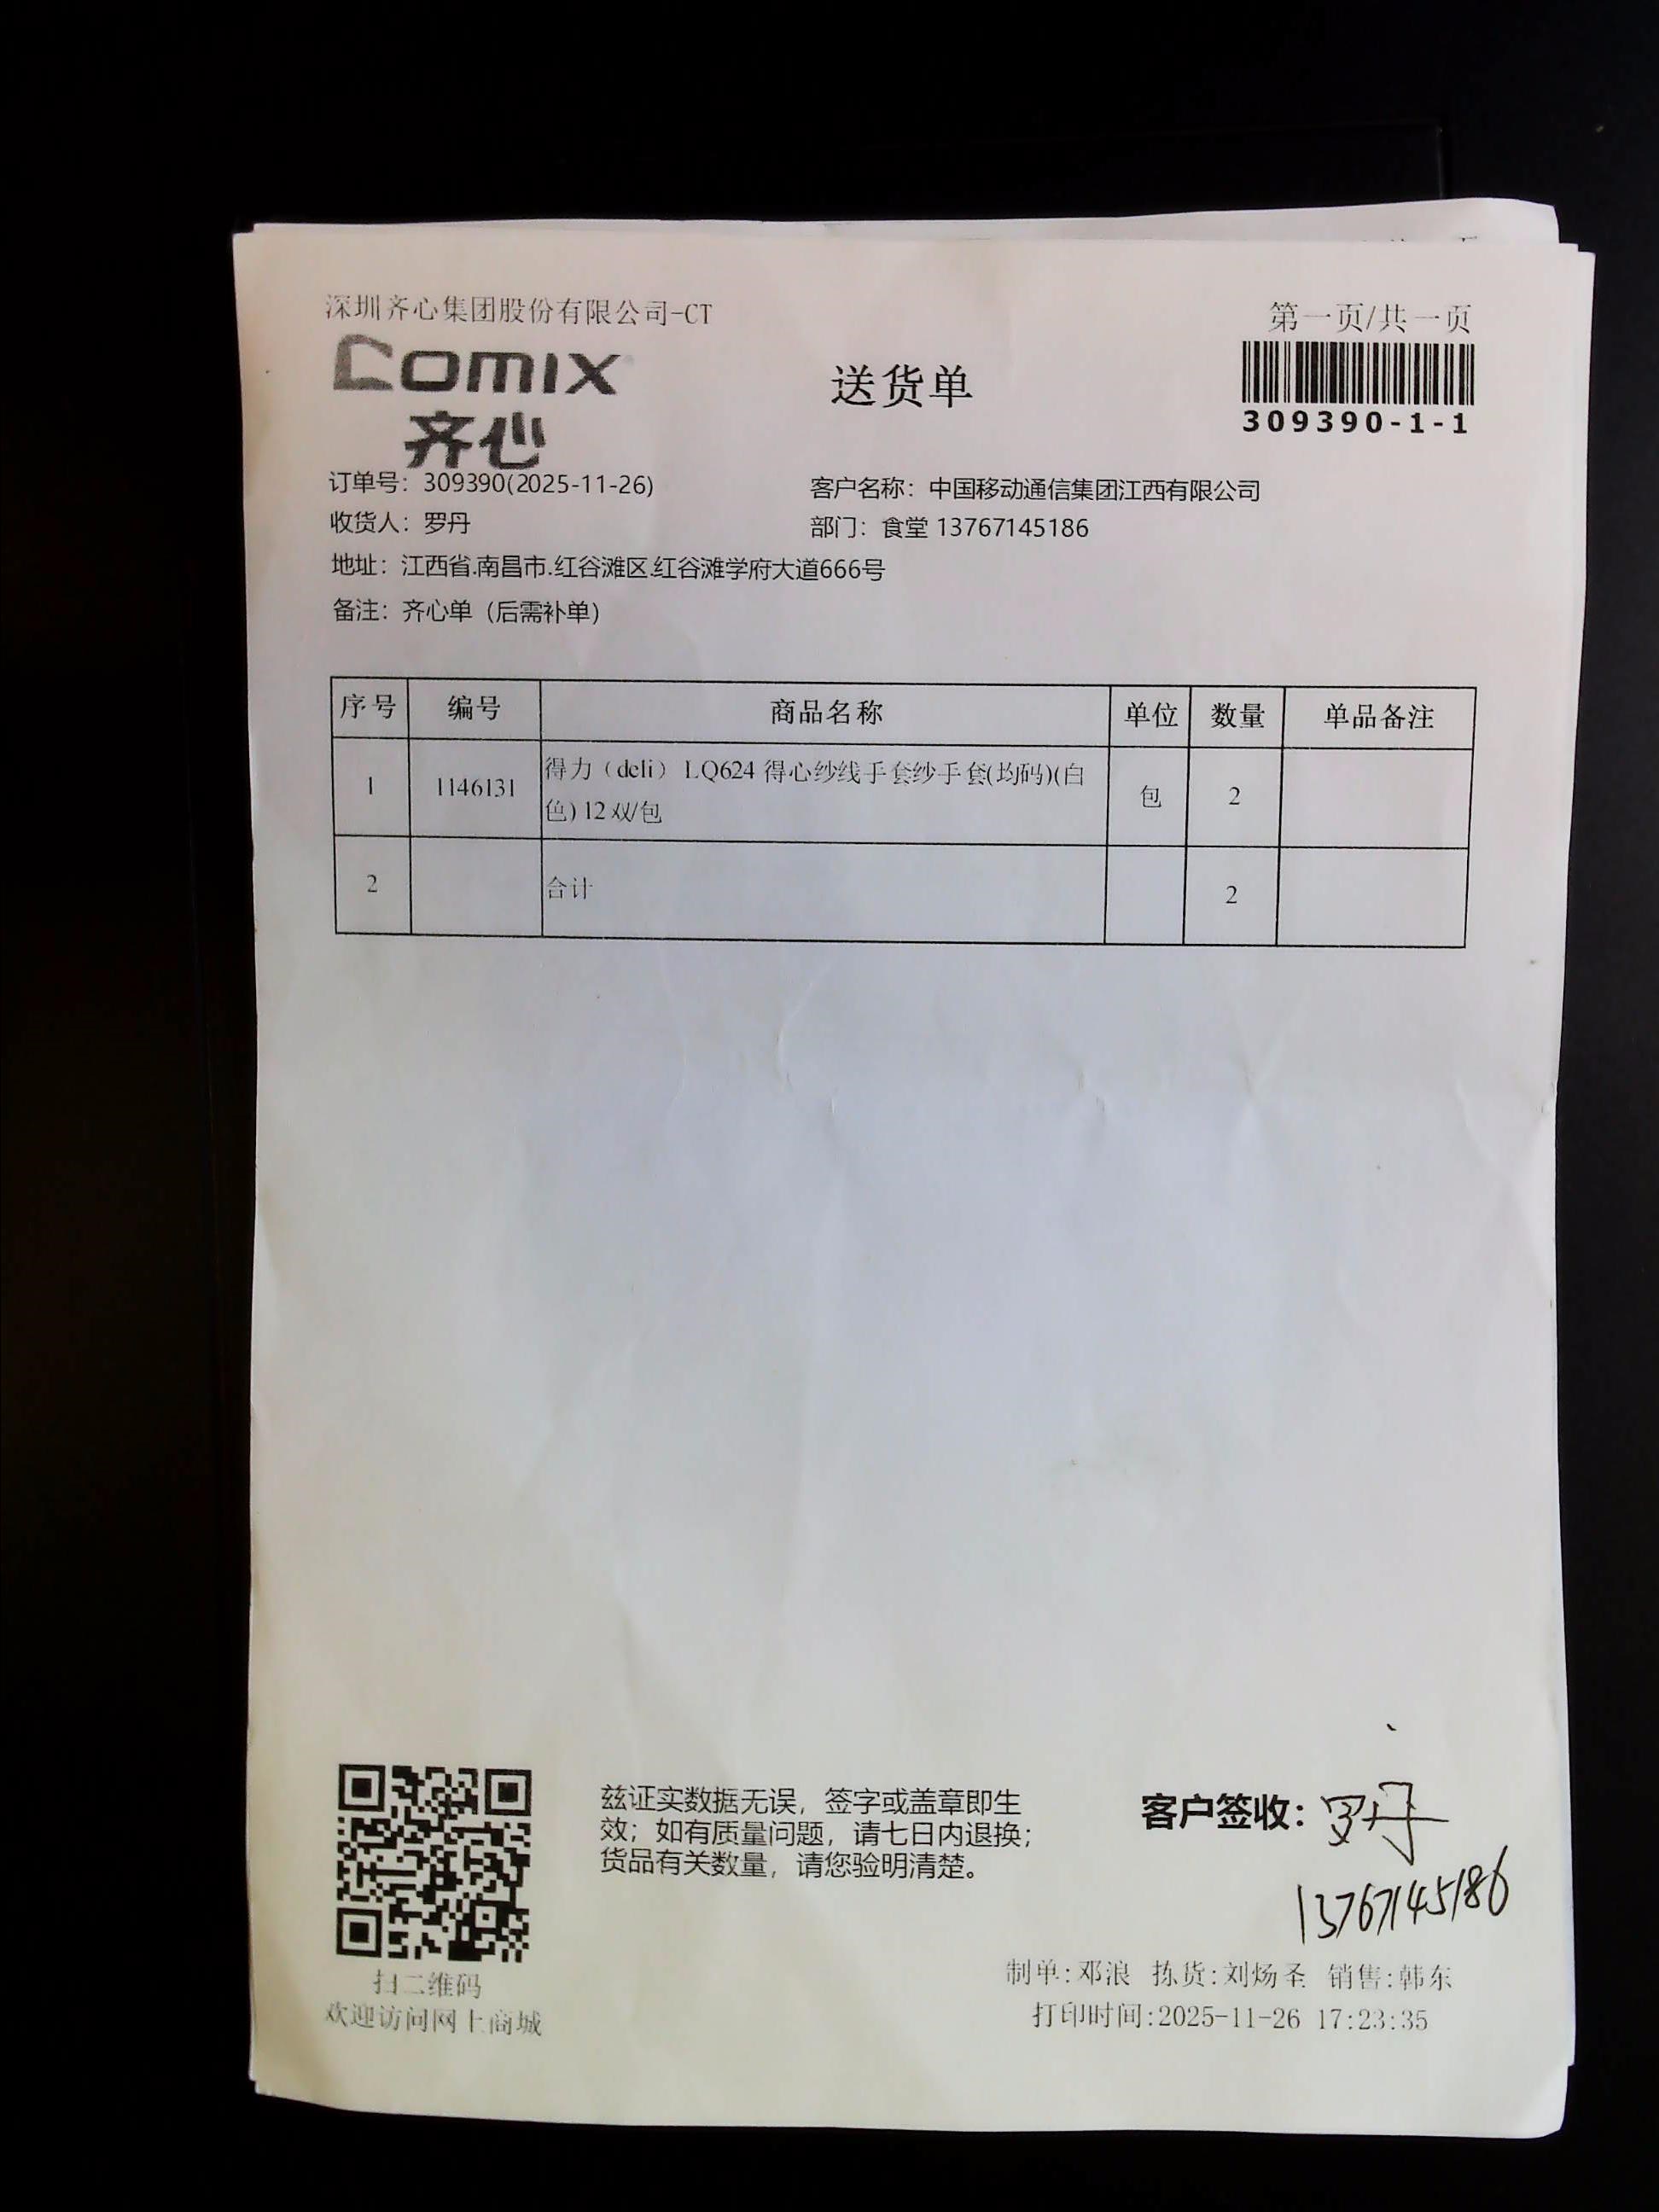 深圳齐心集团股份有限公司-CT
第一页/共一页
comix
齐心
送货单
309390-1-1
订单号：309390(2025-11-26)
客户名称：中国移动通信集团江西有限公司
收货人：罗丹
部门：食堂 13767145186
地址：江西省.南昌市.红谷滩区.红谷滩学府大道666号
备注：齐心单（后需补单）
序号 编号 商品名称 单位 数量 单品备注
1 1146131 得力（deli）LQ624 得心纱线手套纱手套(均码)(白
色) 12双/包 包 2
2 合计 2
兹证实数据无误，签字或盖章即生
效；如有质量问题，请七日内退换；
货品有关数量，请您验明清楚。
客户签收：罗丹
13767145186
扫二维码
欢迎访问网上商城
制单:邓浪 拣货:刘炀圣 销售:韩东
打印时间:2025-11-26 17:23:35